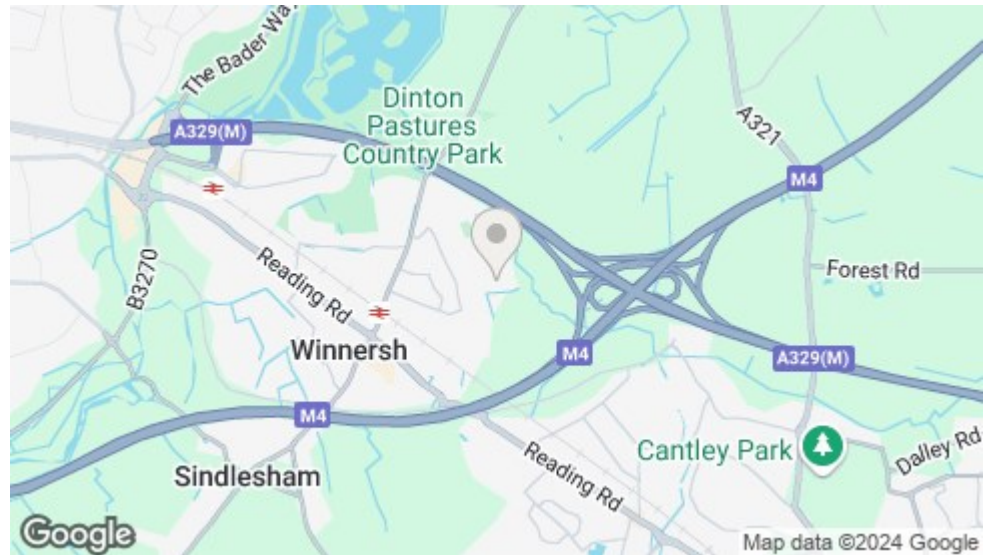 The Bader Way
Dinton
Pastures
Country Park
A329(M)
A321
M4
B3270
Reading Rd
Forest Rd
Winnersh
M4
A329(M)
M4
Cantley Park
Dalley Rd
Sindlesham
Reading Rd
Google
Map data ©2024 Google